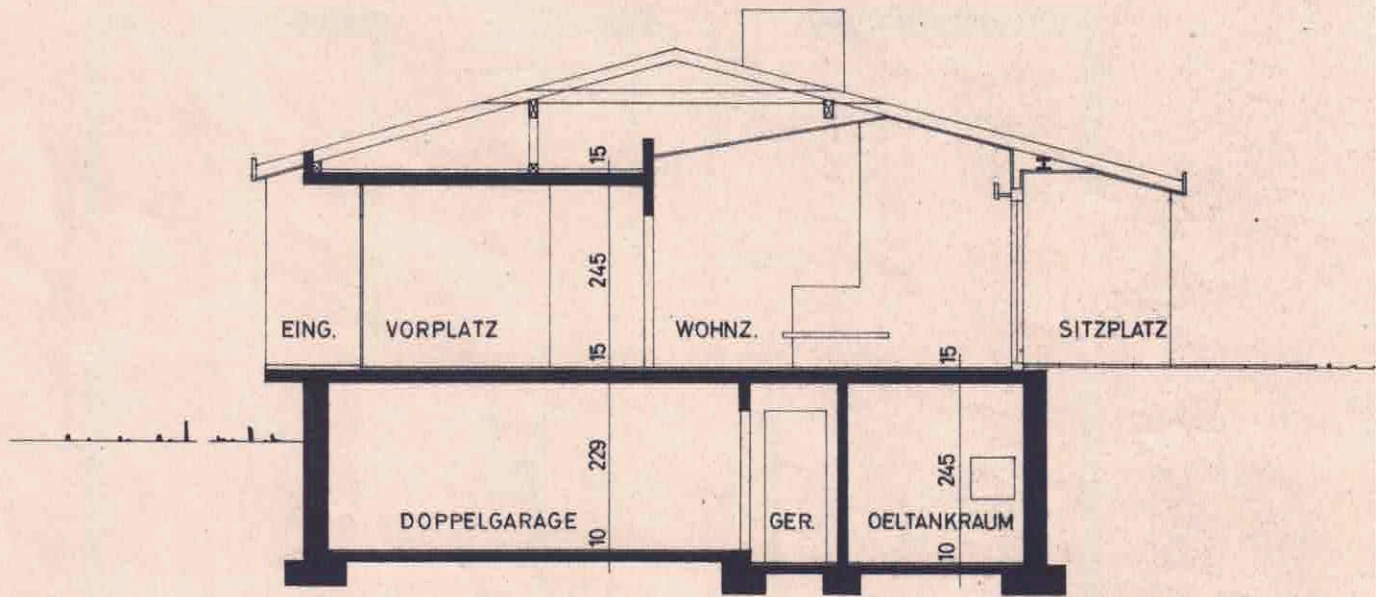 15
245
EING. VORPLATZ WOHNZ. SITZPLATZ
15 15
229 245
DOPPELGARAGE GER. OELTANKRAUM
10 10